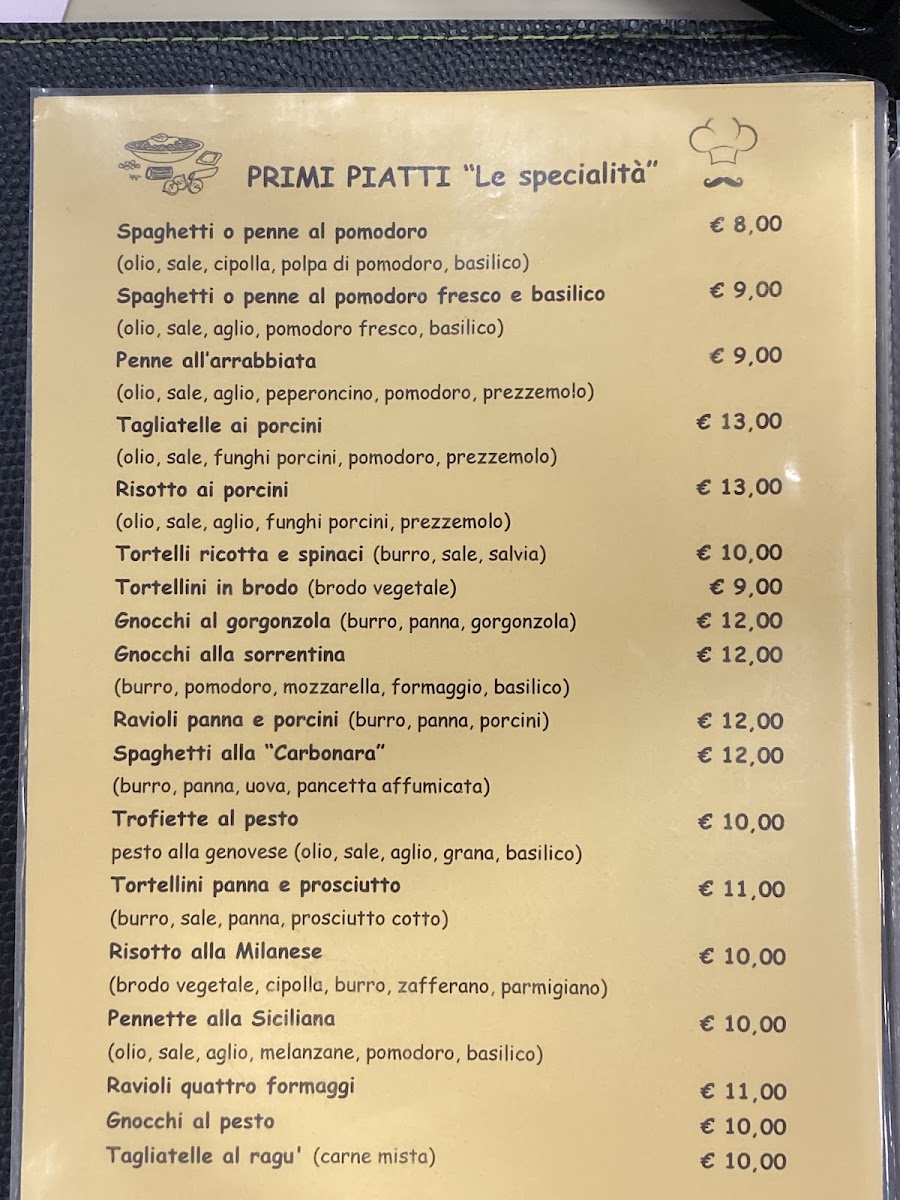 PRIMI PIATTI “Le specialità”
Spaghetti o penne al pomodoro € 8,00
(olio, sale, cipolla, polpa di pomodoro, basilico)
Spaghetti o penne al pomodoro fresco e basilico € 9,00
(olio, sale, aglio, pomodoro fresco, basilico)
Penne all'arrabbiata € 9,00
(olio, sale, aglio, peperoncino, pomodoro, prezzemolo)
Tagliatelle ai porcini € 13,00
(olio, sale, funghi porcini, pomodoro, prezzemolo)
Risotto ai porcini € 13,00
(olio, sale, aglio, funghi porcini, prezzemolo)
Tortelli ricotta e spinaci (burro, sale, salvia) € 10,00
Tortellini in brodo (brodo vegetale) € 9,00
Gnocchi al gorgonzola (burro, panna, gorgonzola) € 12,00
Gnocchi alla sorrentina € 12,00
(burro, pomodoro, mozzarella, formaggio, basilico)
Ravioli panna e porcini (burro, panna, porcini) € 12,00
Spaghetti alla “Carbonara” € 12,00
(burro, panna, uova, pancetta affumicata)
Trofiette al pesto € 10,00
pesto alla genovese (olio, sale, aglio, grana, basilico)
Tortellini panna e prosciutto € 11,00
(burro, sale, panna, prosciutto cotto)
Risotto alla Milanese € 10,00
(brodo vegetale, cipolla, burro, zafferano, parmigiano)
Pennette alla Siciliana € 10,00
(olio, sale, aglio, melanzane, pomodoro, basilico)
Ravioli quattro formaggi € 11,00
Gnocchi al pesto € 10,00
Tagliatelle al ragu' (carne mista) € 10,00